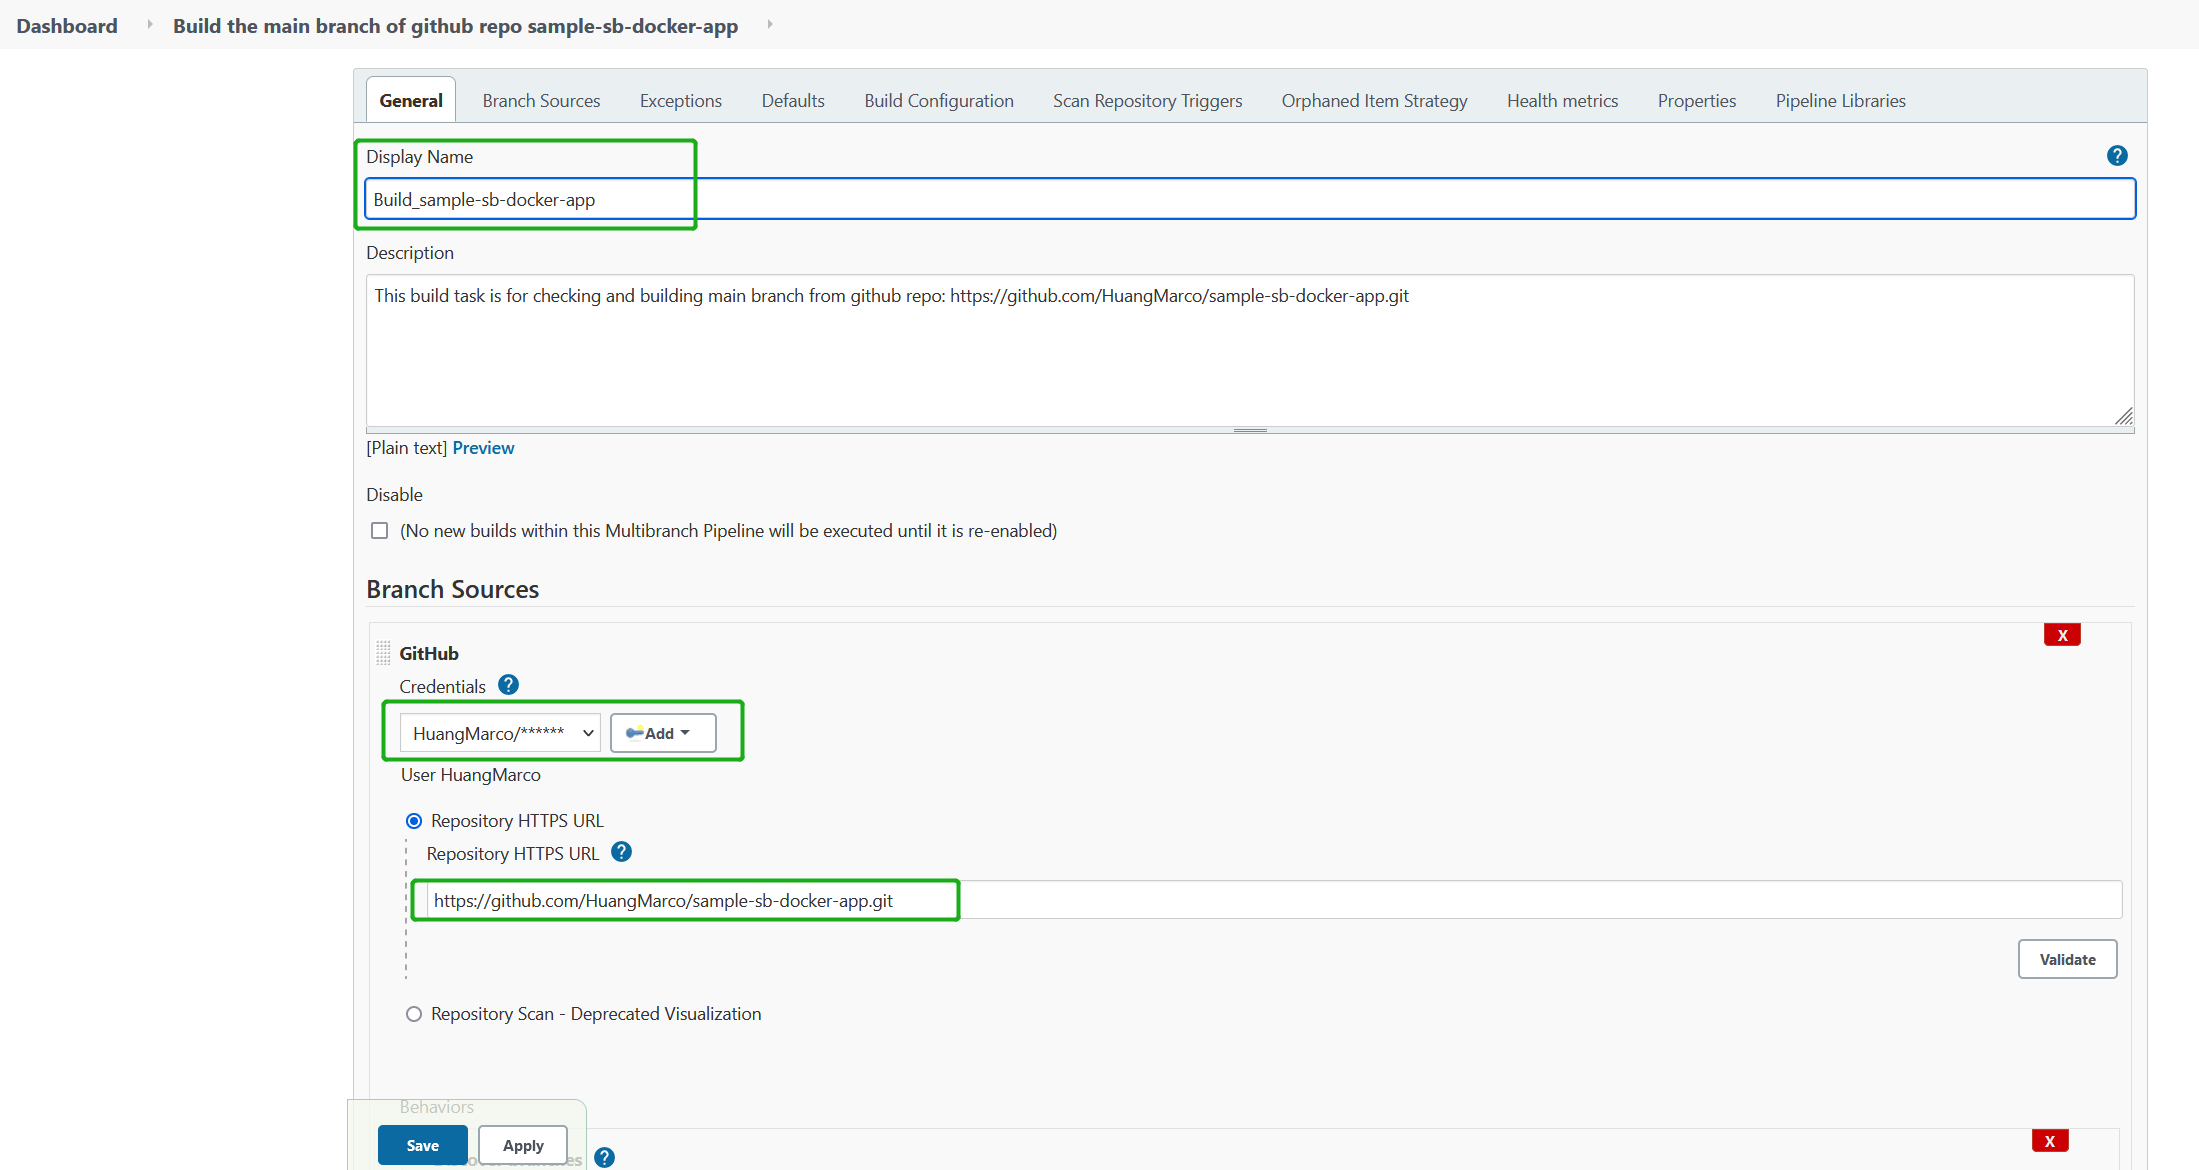 Dashboard Build the main branch of github repo sample-sb-docker-app
General Branch Sources Exceptions Defaults Build Configuration Scan Repository Triggers Orphaned Item Strategy Health metrics Properties Pipeline Libraries
Display Name ?
Build_sample-sb-docker-app
Description
This build task is for checking and building main branch from github repo: https://github.com/HuangMarco/sample-sb-docker-app.git
[Plain text] Preview
Disable
(No new builds within this Multibranch Pipeline will be executed until it is re-enabled)
Branch Sources
X
GitHub
Credentials ?
HuangMarco/****** Add
User HuangMarco
Repository HTTPS URL
Repository HTTPS URL ?
https://github.com/HuangMarco/sample-sb-docker-app.git
Validate
Repository Scan - Deprecated Visualization
Behaviors
Save Apply ? X